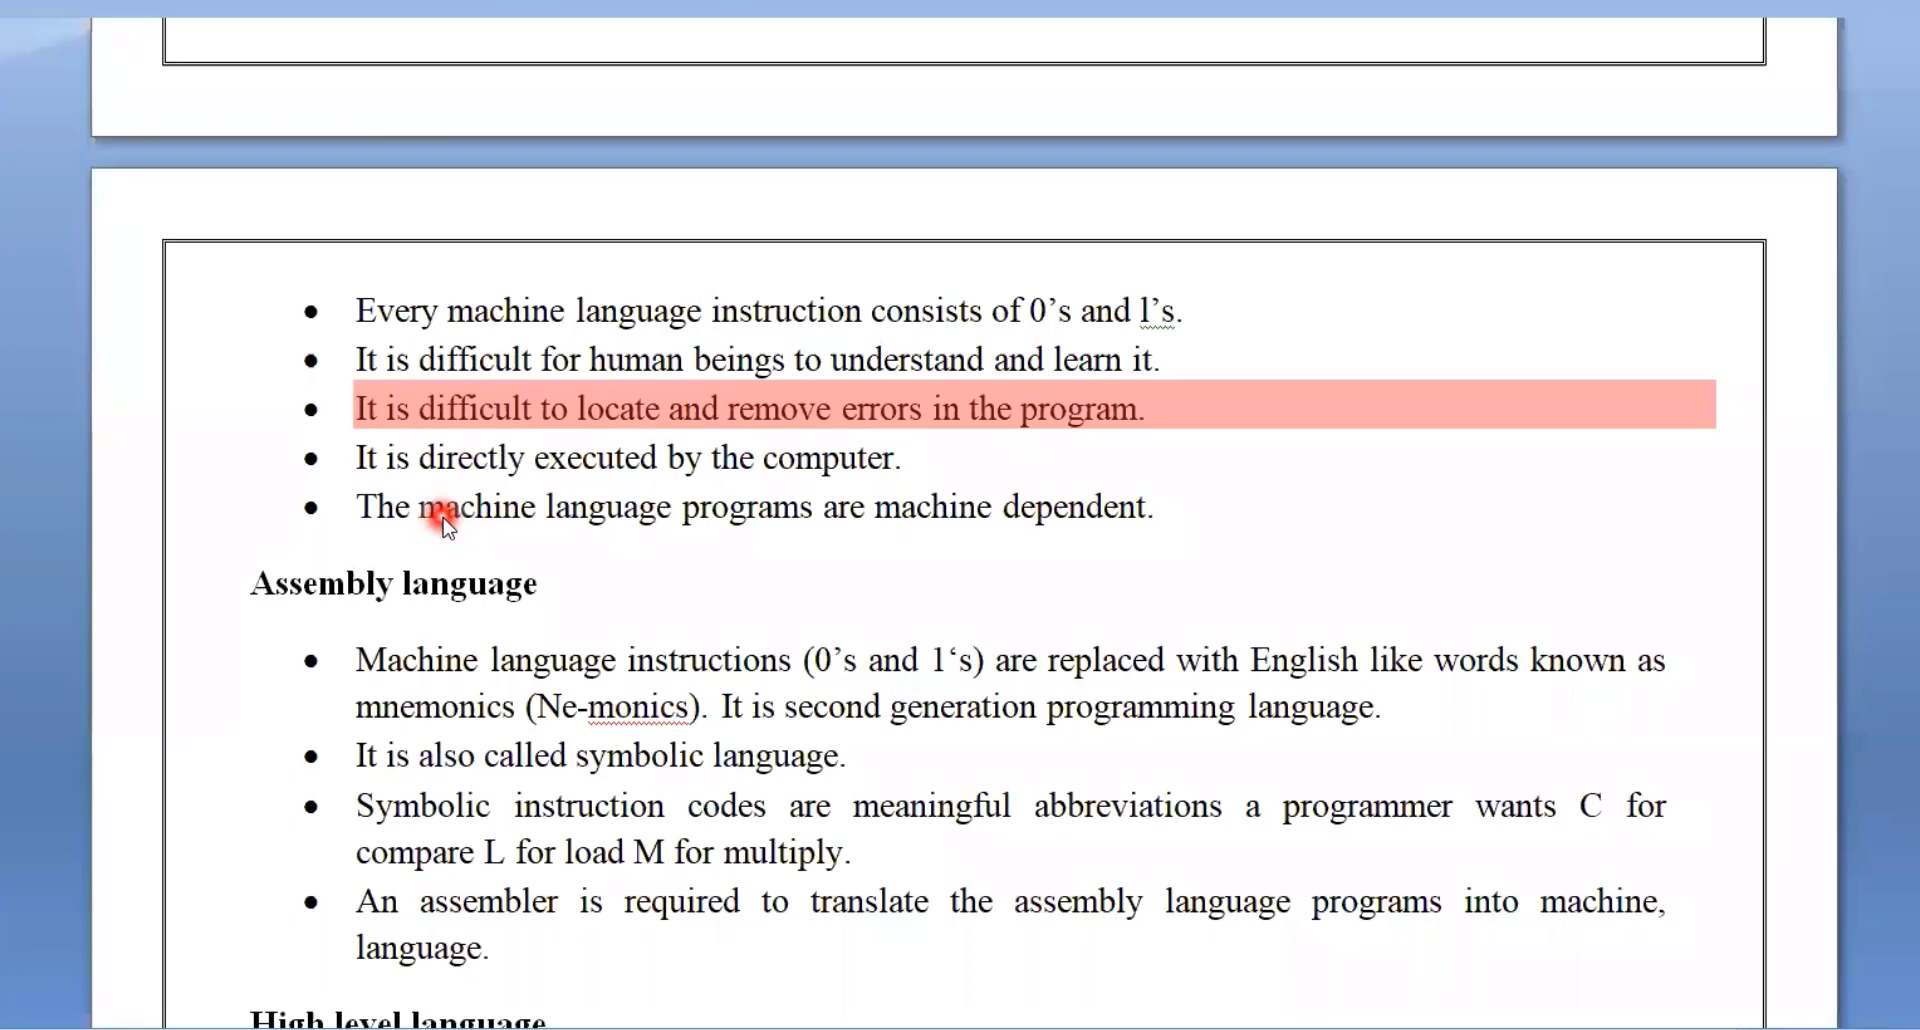 • Every machine language instruction consists of 0’s and 1’s.
• It is difficult for human beings to understand and learn it.
• It is difficult to locate and remove errors in the program.
• It is directly executed by the computer.
• The machine language programs are machine dependent.
Assembly language
• Machine language instructions (0’s and 1‘s) are replaced with English like words known as
mnemonics (Ne-monics). It is second generation programming language.
• It is also called symbolic language.
• Symbolic instruction codes are meaningful abbreviations a programmer wants C for
compare L for load M for multiply.
• An assembler is required to translate the assembly language programs into machine,
language.
High level language